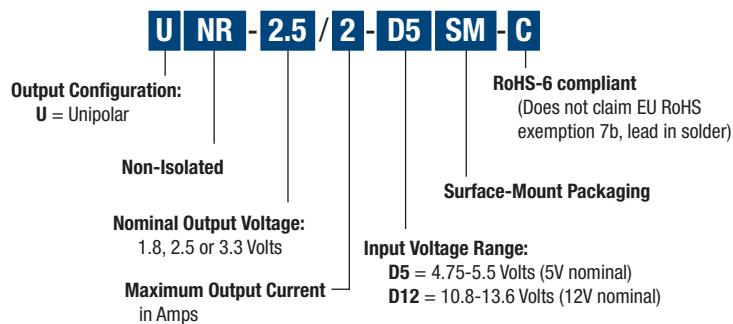 U NR - 2.5 / 2 - D5 SM - C
Output Configuration:
U = Unipolar
Non-Isolated
Nominal Output Voltage:
1.8, 2.5 or 3.3 Volts
Maximum Output Current
in Amps
RoHS-6 compliant
(Does not claim EU RoHS
exemption 7b, lead in solder)
Surface-Mount Packaging
Input Voltage Range:
D5 = 4.75-5.5 Volts (5V nominal)
D12 = 10.8-13.6 Volts (12V nominal)